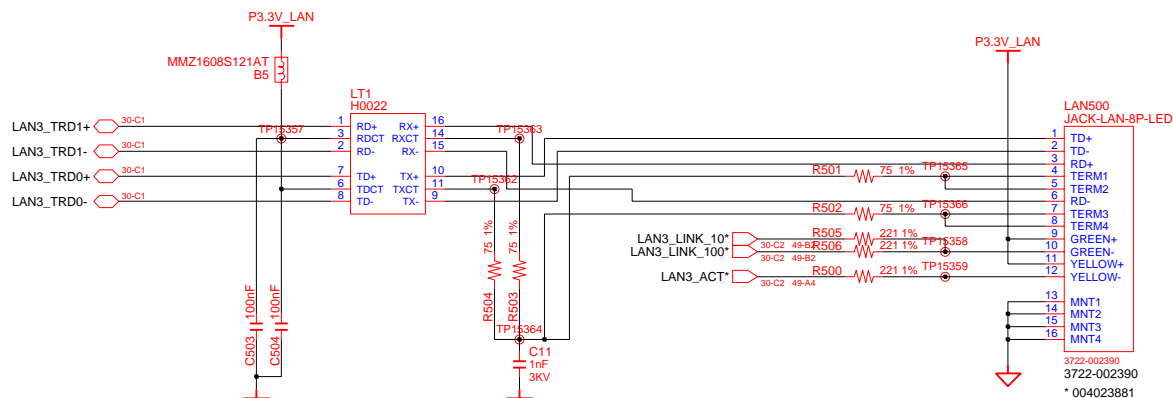 P3.3V_LAN
MMZ1608S121AT
B5
LT1
H0022
LAN3_TRD1+ 30-C1
LAN3_TRD1- 30-C1
LAN3_TRD0+ 30-C1
LAN3_TRD0- 30-C1
TP15357
1 RD+ RX+ 16
3 RDCT RXCT 14
2 RD- RX- 15
7 TD+ TX+ 10
6 TDCT TXCT 11
8 TD- TX- 9
TP15363
TP15362
75 1%
75 1%
R504
R503
TP15364
C11
1nF
3KV
100nF
100nF
C503
C504
P3.3V_LAN
LAN500
JACK-LAN-8P-LED
R501 75 1% TP15365
R502 75 1% TP15366
LAN3_LINK_10* 30-C2 49-B2 R505 221 1% TP15358
LAN3_LINK_100* 30-C2 49-B2 R506 221 1%
LAN3_ACT* 30-C2 49-A4 R500 221 1% TP15359
1 TD+
2 TD-
3 RD+
4 TERM1
5 TERM2
6 RD-
7 TERM3
8 TERM4
9 GREEN+
10 GREEN-
11 YELLOW+
12 YELLOW-
13 MNT1
14 MNT2
15 MNT3
16 MNT4
3722-002390
3722-002390
* 004023881